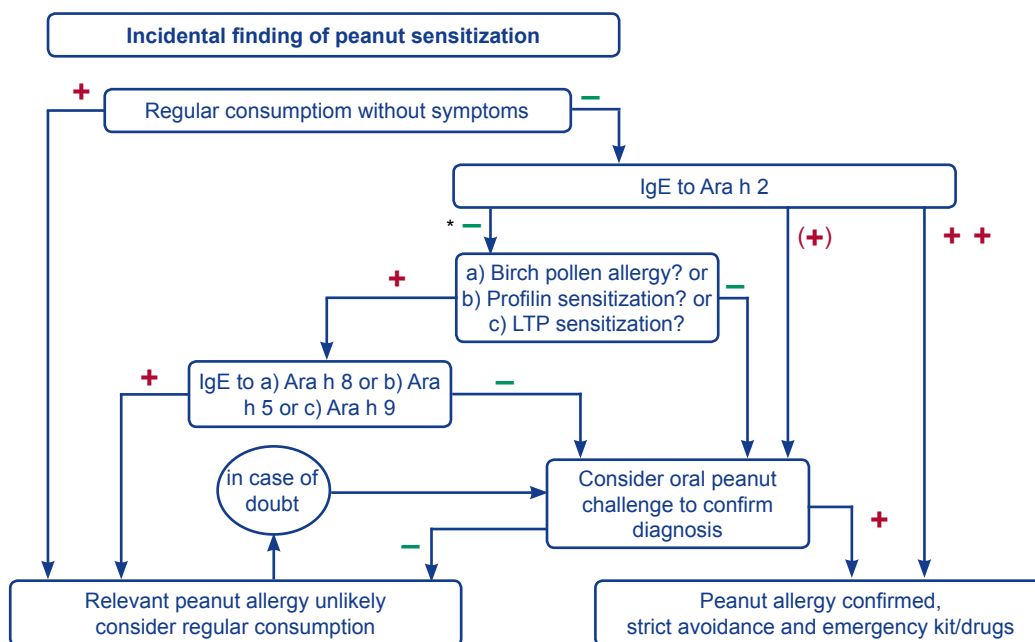 Incidental finding of peanut sensitization
+
Regular consumptiom without symptoms
−
IgE to Ara h 2
* −
(+)
+ +
+
a) Birch pollen allergy? or
b) Profilin sensitization? or
c) LTP sensitization?
−
+
IgE to a) Ara h 8 or b) Ara
h 5 or c) Ara h 9
−
in case of
doubt
Consider oral peanut
challenge to confirm
diagnosis
+
−
Relevant peanut allergy unlikely
consider regular consumption
Peanut allergy confirmed,
strict avoidance and emergency kit/drugs